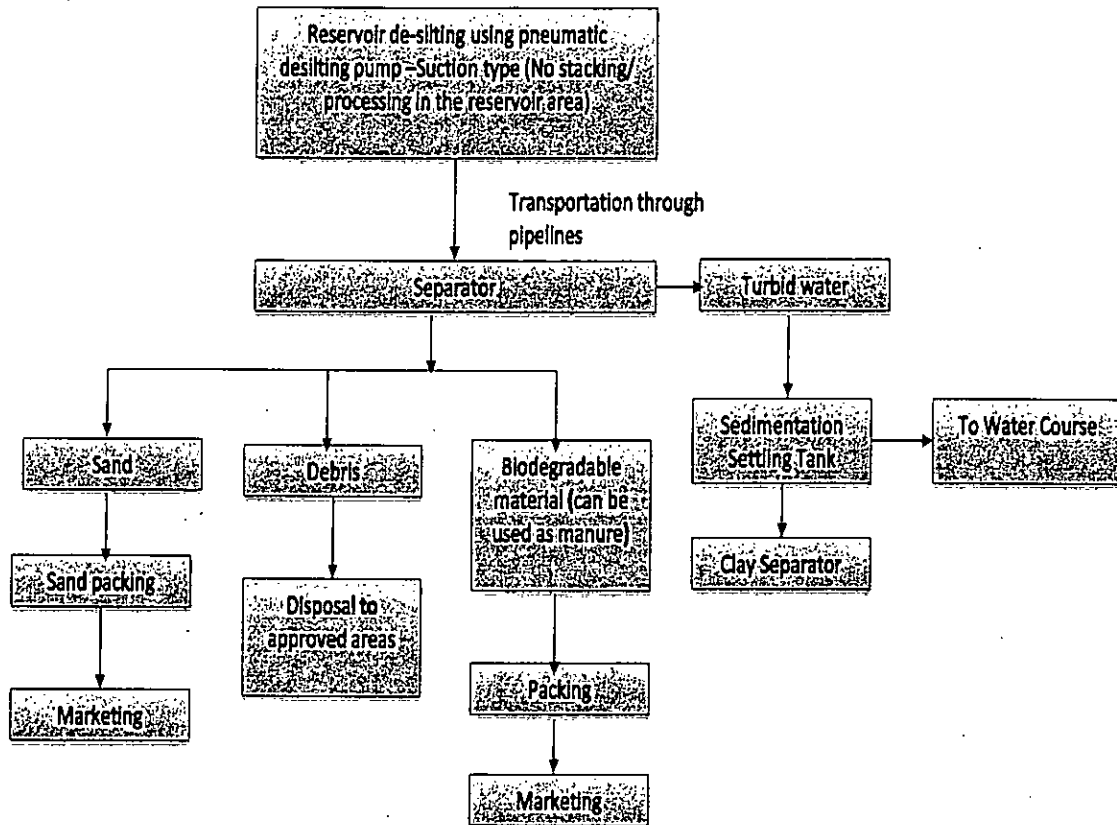 Reservoir de-silting using pneumatic
desilting pump –Suction type (No stacking/
processing in the reservoir area)
Transportation through
pipelines
Separator
Turbid water
Sand
Debris
Biodegradable
material (can be
used as manure)
Sedimentation
Settling Tank
To Water Course
Sand packing
Disposal to
approved areas
Clay Separator
Marketing
Packing
Marketing